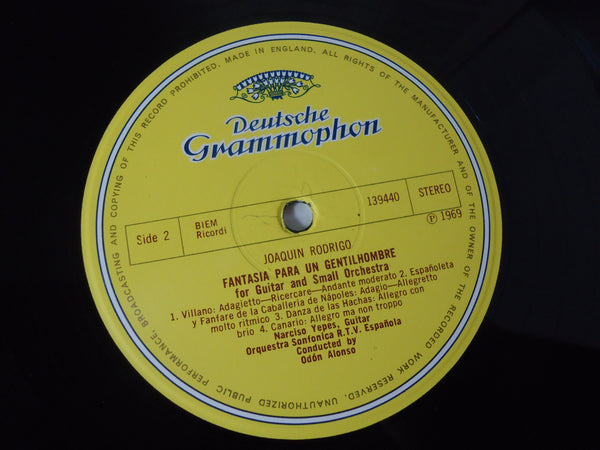 Deutsche
Grammophon
Side 2
BIEM
Ricordi
139440
STEREO
Ⓟ 1969
JOAQUIN RODRIGO
FANTASIA PARA UN GENTILHOMBRE
for Guitar and Small Orchestra
1. Villano: Adagietto—Ricercare—Andante moderato 2. Españoleta
y Fanfare de la Caballeria de Nápoles: Adagio—Allegretto
molto ritmico 3. Danza de las Hachas: Allegro con
brio 4. Canario: Allegro ma non troppo
Narciso Yepes, Guitar
Orquestra Sonfonica R.T.V. Española
Conducted by
Odón Alonso
MADE IN ENGLAND. ALL RIGHTS OF THE MANUFACTURER AND OF THE OWNER OF THE RECORDED WORK RESERVED. UNAUTHORIZED PUBLIC PERFORMANCE, BROADCASTING AND COPYING OF THIS RECORD PROHIBITED.